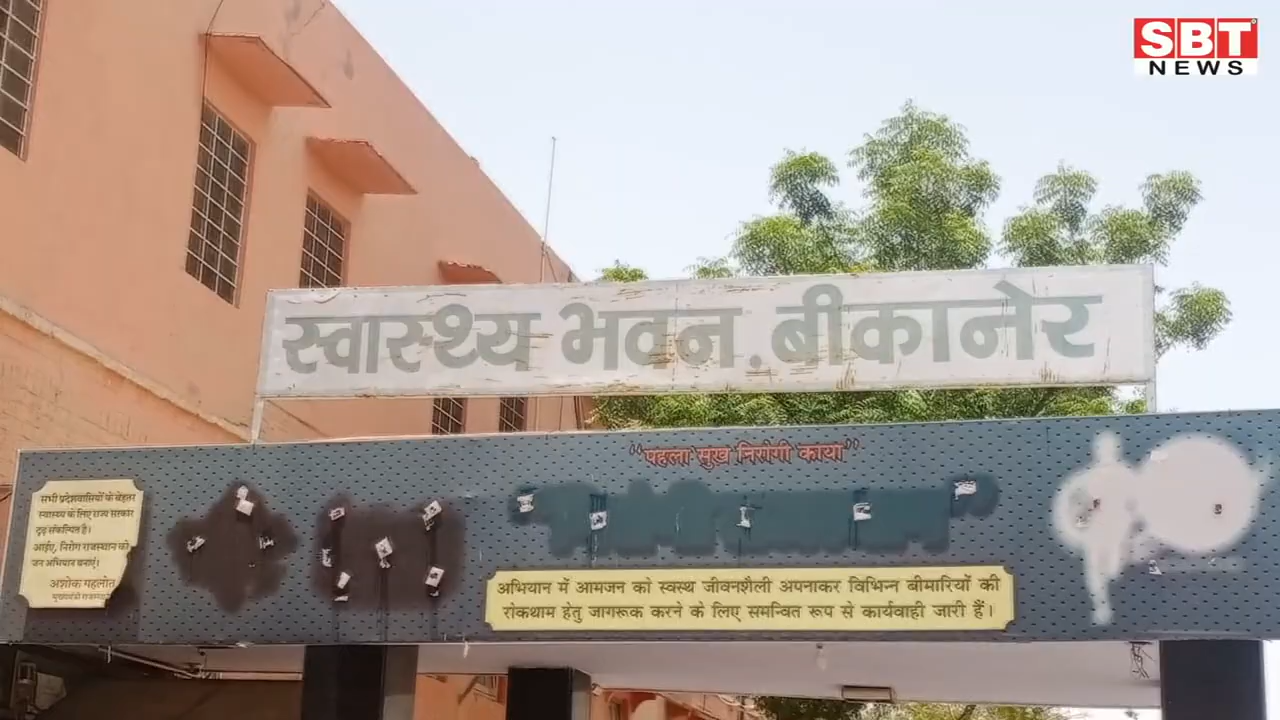 SBT
NEWS
स्वास्थ्य भवन, बीकानेर
"पहला सुख निरोगी काया"
सभी प्रदेशवासियों के बेहतर
स्वास्थ्य के लिए राज्य सरकार
दृढ़ संकल्पित है।
आईए, निरोग राजस्थान को
जन अभियान बनाएं।
अशोक गहलोत
मुख्यमंत्री राजस्थान
अभियान में आमजन को स्वस्थ जीवनशैली अपनाकर विभिन्न बीमारियों की
रोकथाम हेतु जागरूक करने के लिए समन्वित रूप से कार्यवाही जारी हैं।